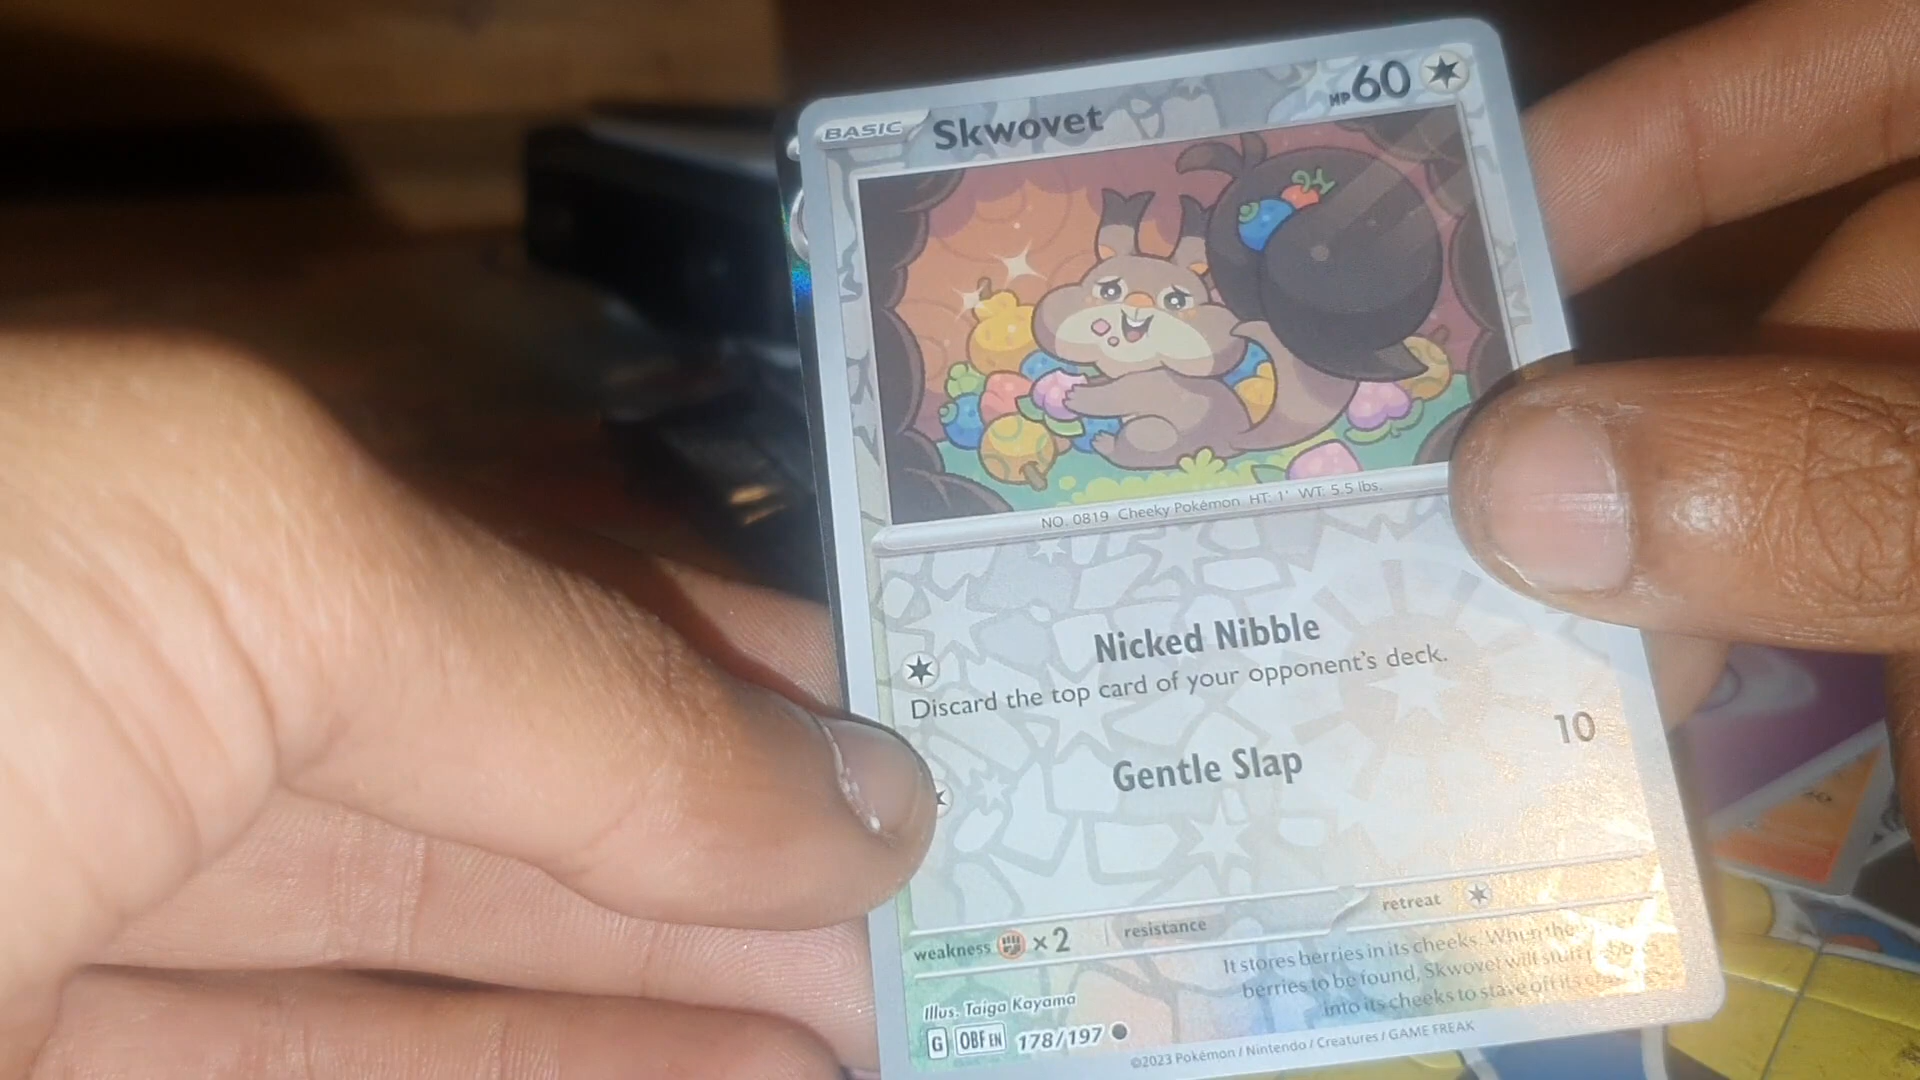 BASIC Skwovet HP 60
NO. 0819 Cheeky Pokémon HT: 1' WT: 5.5 lbs.
Nicked Nibble
Discard the top card of your opponent's deck.
Gentle Slap 10
weakness ×2 resistance retreat
It stores berries in its cheeks. When the
berries to be found, Skwovet will stuff
into its cheeks to stave off its
Illus. Taiga Kayama
G OBF EN 178/197
©2023 Pokémon / Nintendo / Creatures / GAME FREAK